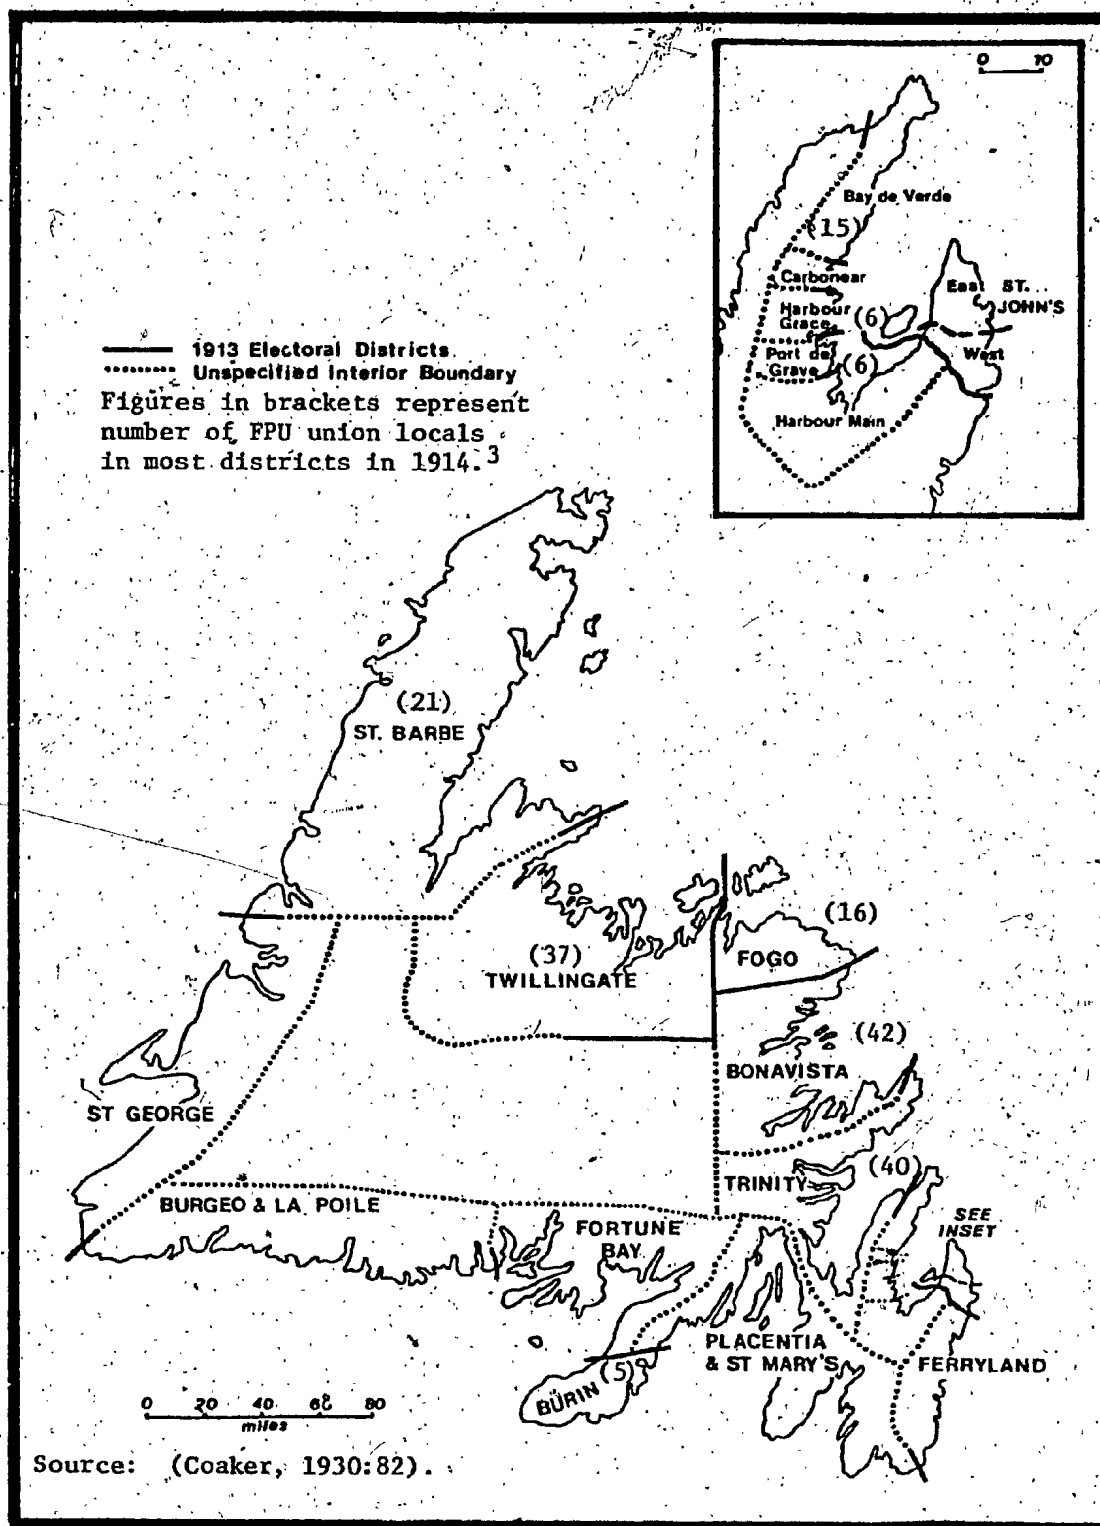 0 10
Bay de Verde
(15)
Carbonear
Harbour
Grace
(6)
East
ST.
JOHN'S
West
Port de
Grave
(6)
Harbour Main
1913 Electoral Districts
Unspecified Interior Boundary
Figures in brackets represent
number of FPU union locals
in most districts in 1914.3
(21)
ST. BARBE
(16)
FOGO
(37)
TWILLINGATE
(42)
BONAVISTA
ST GEORGE
(40)
TRINITY
BURGEO & LA POILE
SEE
INSET
FORTUNE
BAY
PLACENTIA
& ST MARY'S
FERRYLAND
(5)
BURIN
0 20 40 60 80
miles
Source: (Coaker, 1930:82).